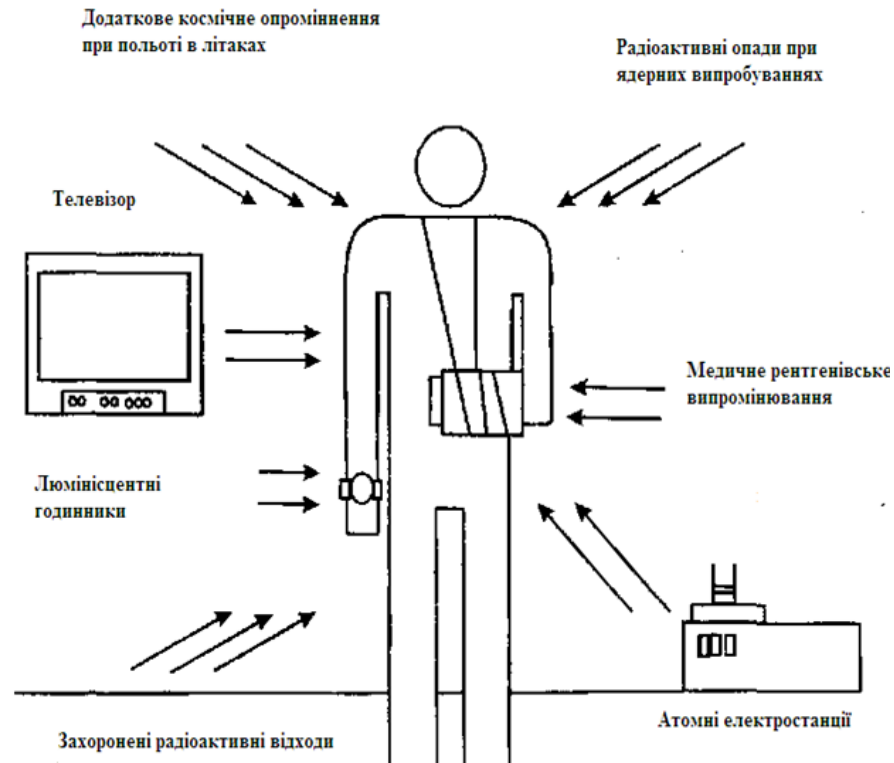 Додаткове космічне опромінення
при польоті в літаках
Радіоактивні опади при
ядерних випробуваннях
Телевізор
Медичне рентгенівське
випромінювання
Люмінісцентні
годинники
Атомні електростанції
Захоронені радіоактивні відходи